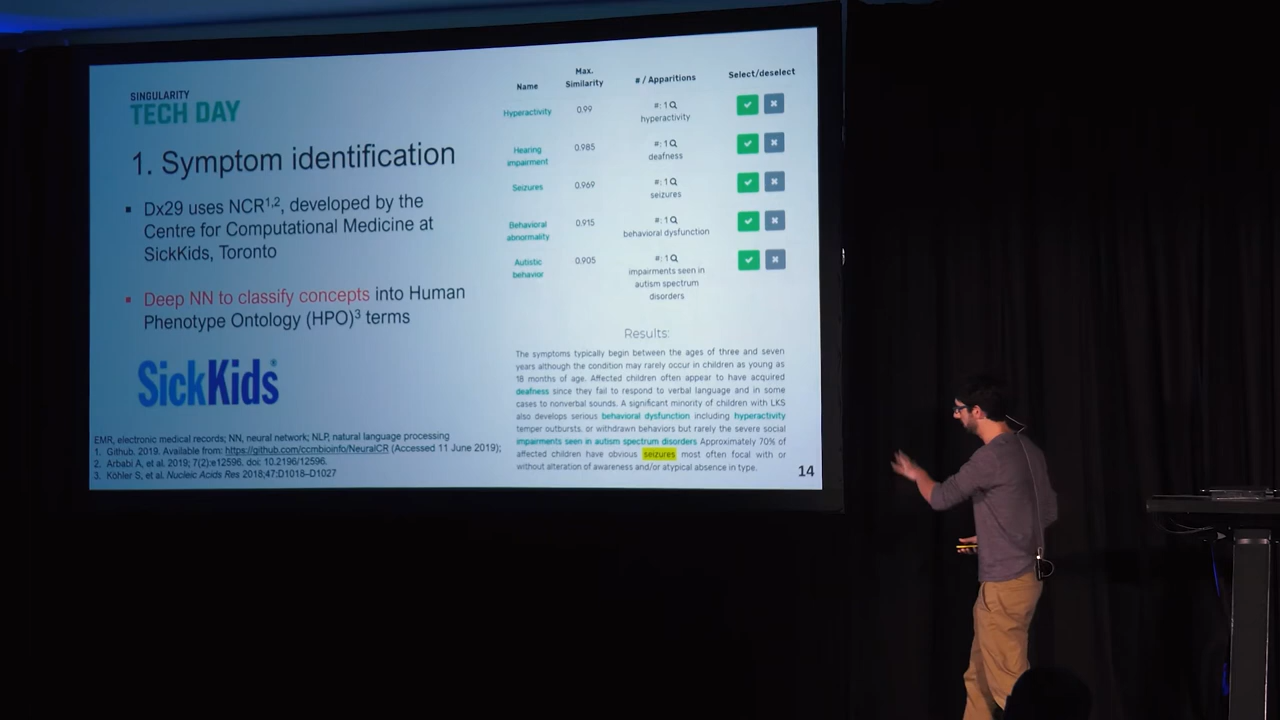 SINGULARITY
TECH DAY
1. Symptom identification
▪ Dx29 uses NCR¹,², developed by the
Centre for Computational Medicine at
SickKids, Toronto
▪ Deep NN to classify concepts into Human
Phenotype Ontology (HPO)³ terms
SickKids®
EMR, electronic medical records; NN, neural network; NLP, natural language processing
1. Github. 2019. Available from: https://github.com/ccmbioinfo/NeuralCR (Accessed 11 June 2019);
2. Arbabi A, et al. 2019; 7(2):e12596. doi: 10.2196/12596.
3. Köhler S, et al. Nucleic Acids Res 2018;47:D1018–D1027
Name
Max.
Similarity
# / Apparitions
Select/deselect
Hyperactivity
0.99
#: 1
hyperactivity
Hearing
impairment
0.985
#: 1
deafness
Seizures
0.969
#: 1
seizures
Behavioral
abnormality
0.915
#: 1
behavioral dysfunction
Autistic
behavior
0.905
#: 1
impairments seen in
autism spectrum
disorders
Results:
The symptoms typically begin between the ages of three and seven
years although the condition may rarely occur in children as young as
18 months of age. Affected children often appear to have acquired
deafness since they fail to respond to verbal language and in some
cases to nonverbal sounds. A significant minority of children with LKS
also develops serious behavioral dysfunction including hyperactivity
temper outbursts, or withdrawn behaviors but rarely the severe social
impairments seen in autism spectrum disorders Approximately 70% of
affected children have obvious seizures most often focal with or
without alteration of awareness and/or atypical absence in type.
14